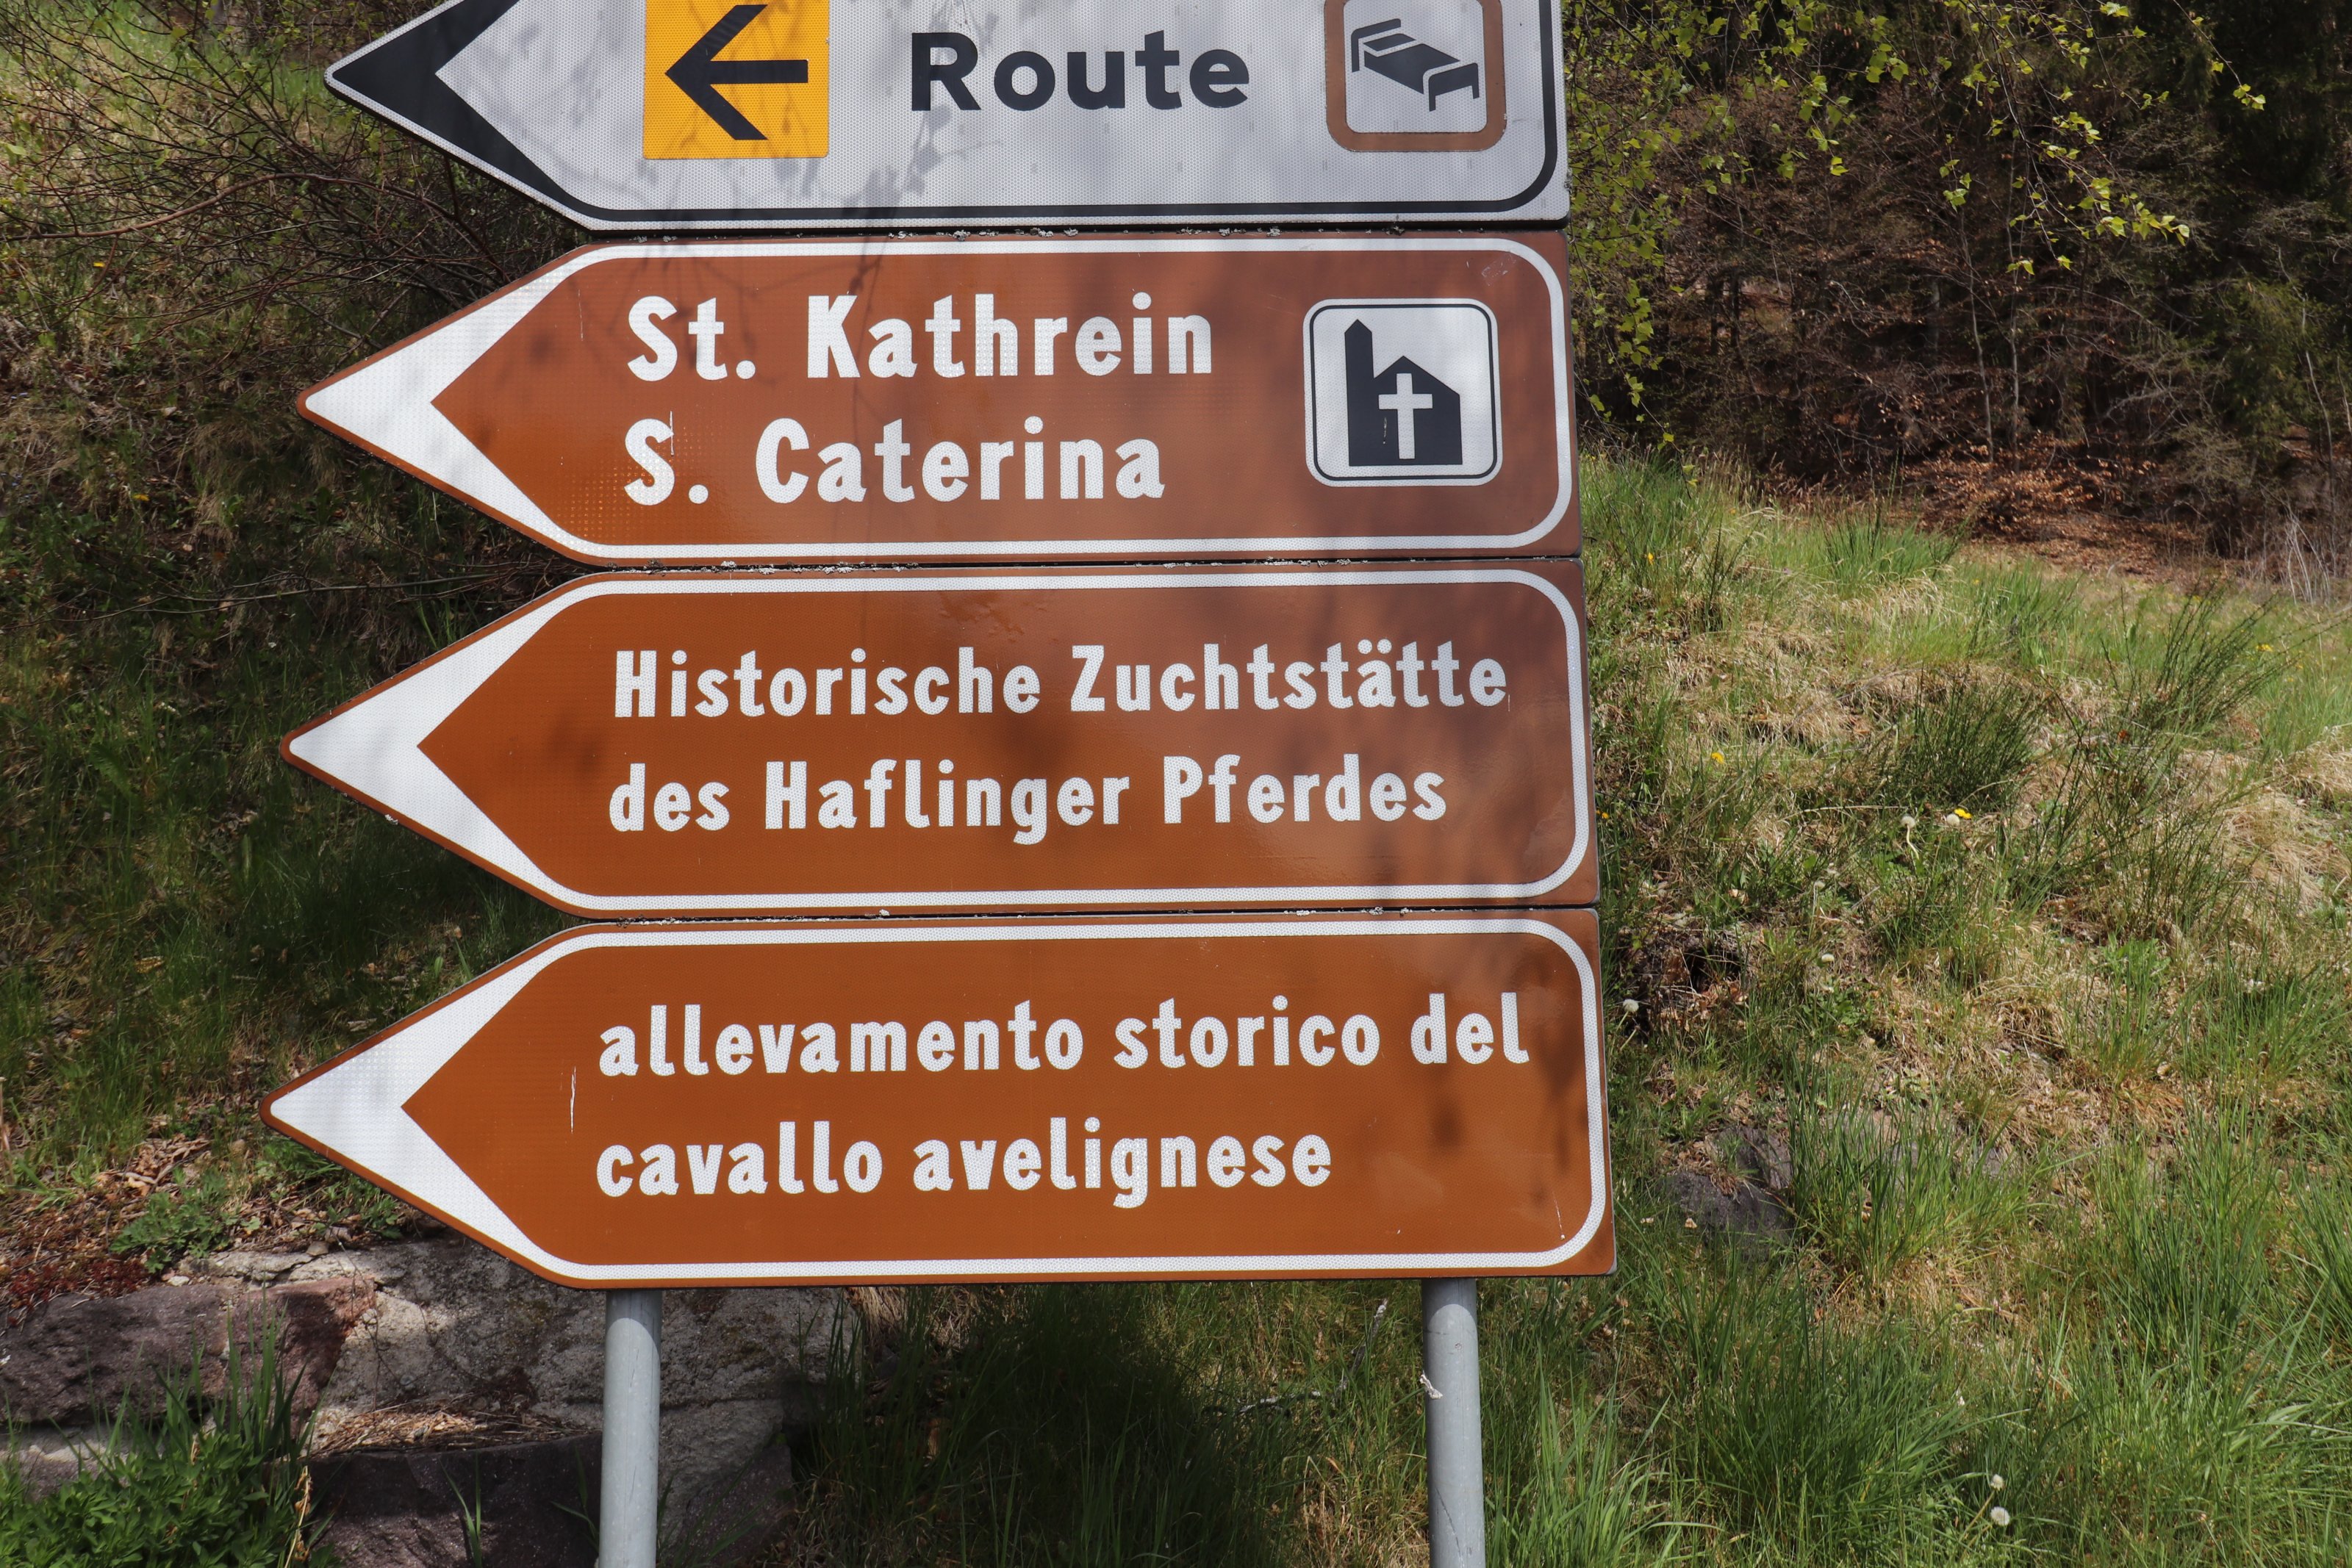 Route
St. Kathrein
S. Caterina
Historische Zuchtstätte
des Haflinger Pferdes
allevamento storico del
cavallo avelignese